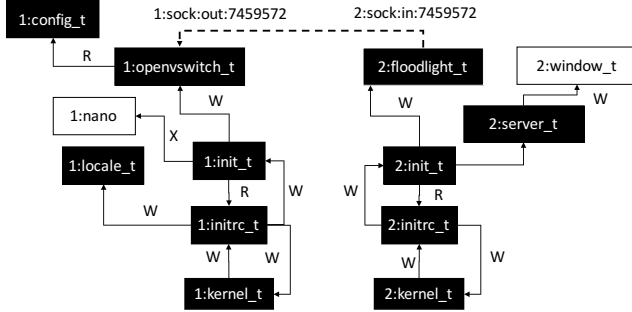 1:sock:out:7459572
2:sock:in:7459572
1:config_t
R
1:openvswitch_t
2:floodlight_t
2:window_t
W
W
W
1:nano
X
2:server_t
1:locale_t
1:init_t
2:init_t
W
R
W
W
R
1:initrc_t
2:initrc_t
W
W
W
W
1:kernel_t
2:kernel_t